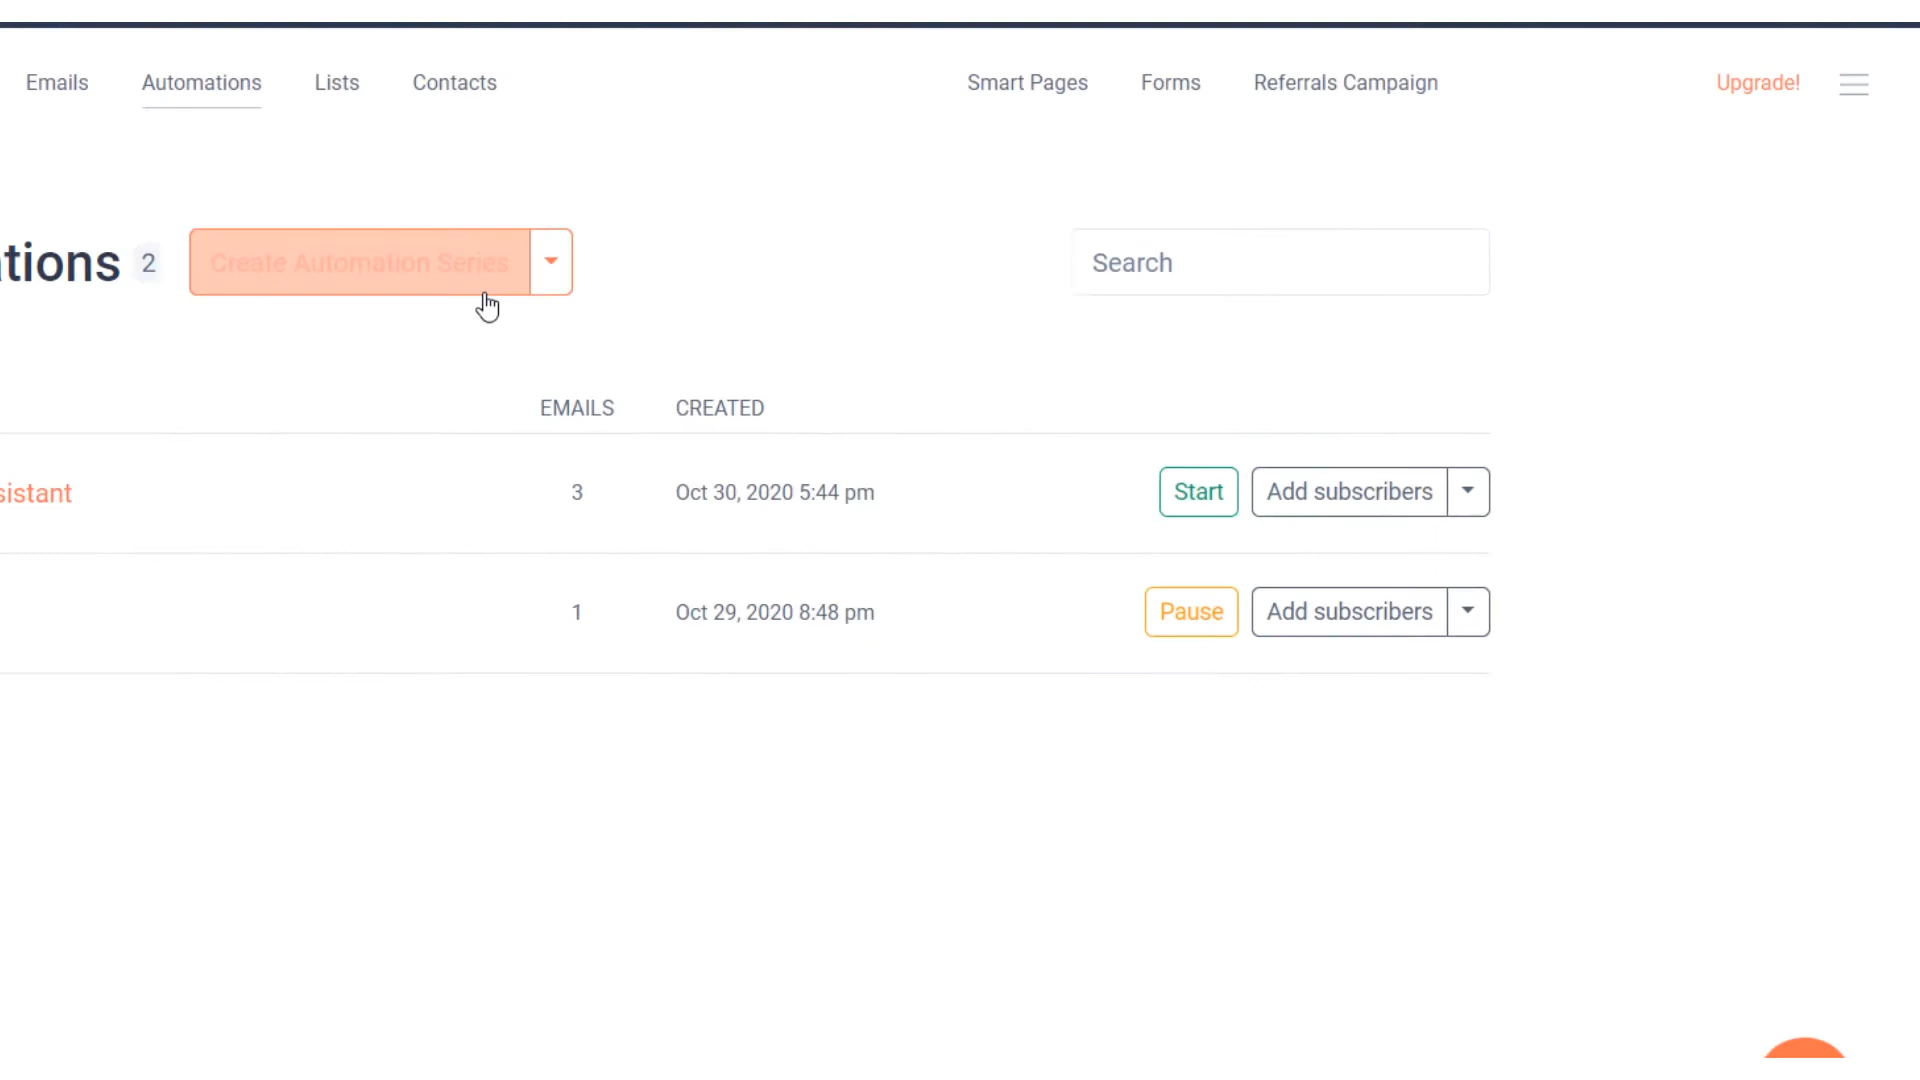 Emails Automations Lists Contacts Smart Pages Forms Referrals Campaign Upgrade!
ations 2 Create Automation Series Search
EMAILS CREATED
sistant 3 Oct 30, 2020 5:44 pm Start Add subscribers
1 Oct 29, 2020 8:48 pm Pause Add subscribers